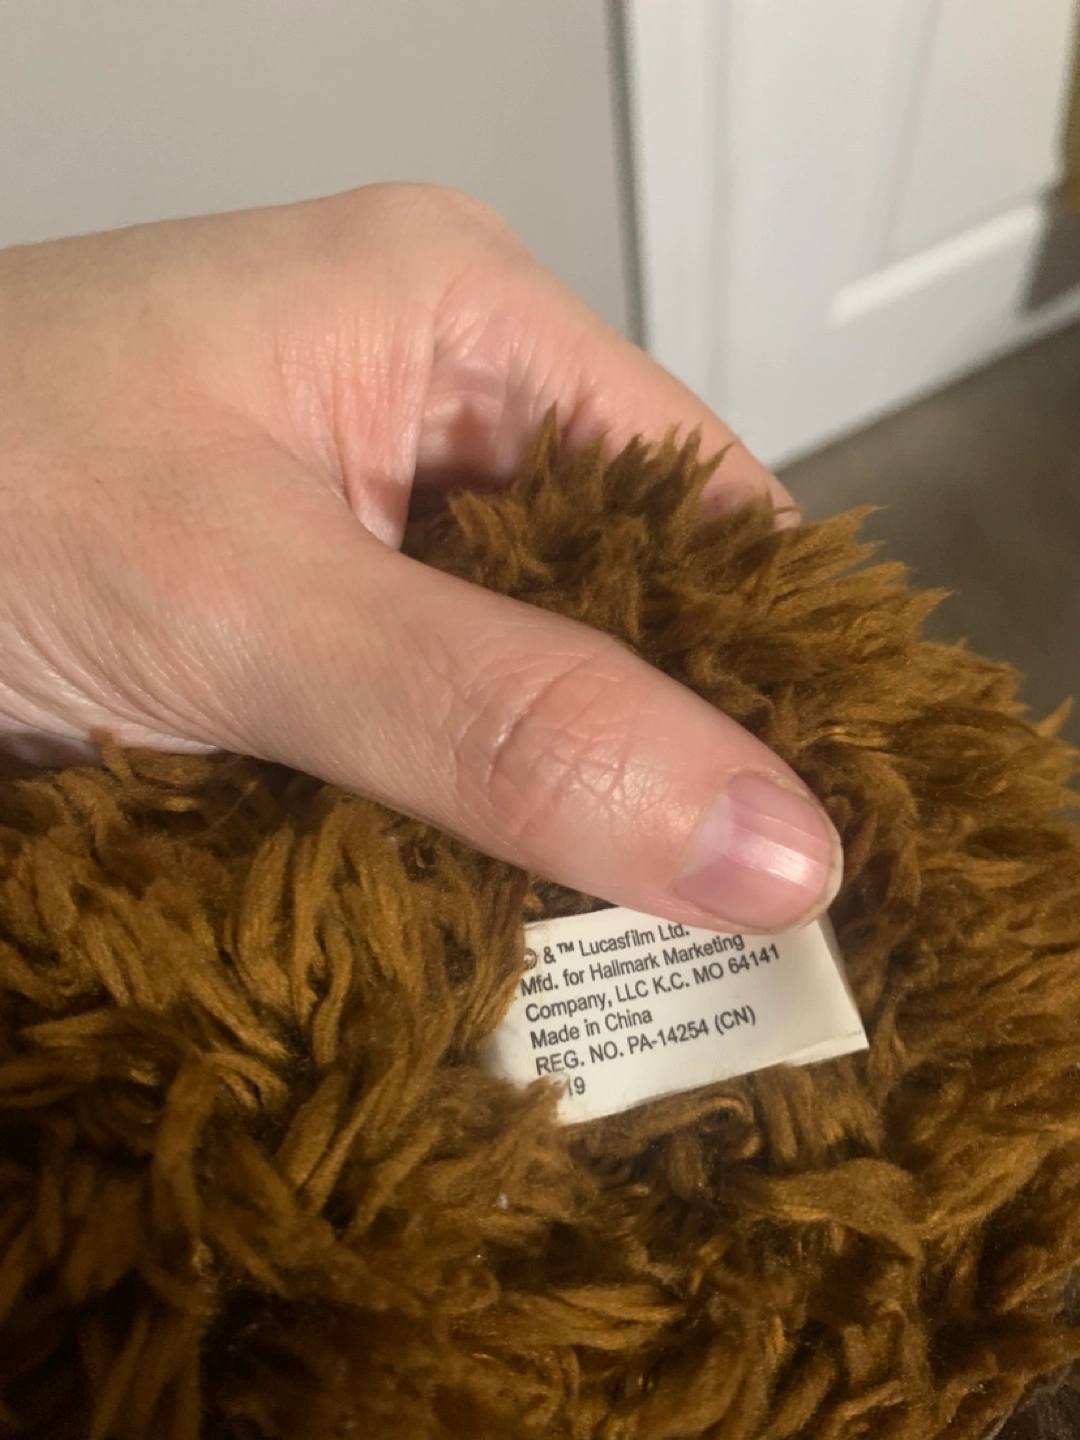 © &™ Lucasfilm Ltd.
Mfd. for Hallmark Marketing
Company, LLC K.C. MO 64141
Made in China
REG. NO. PA-14254 (CN)
19